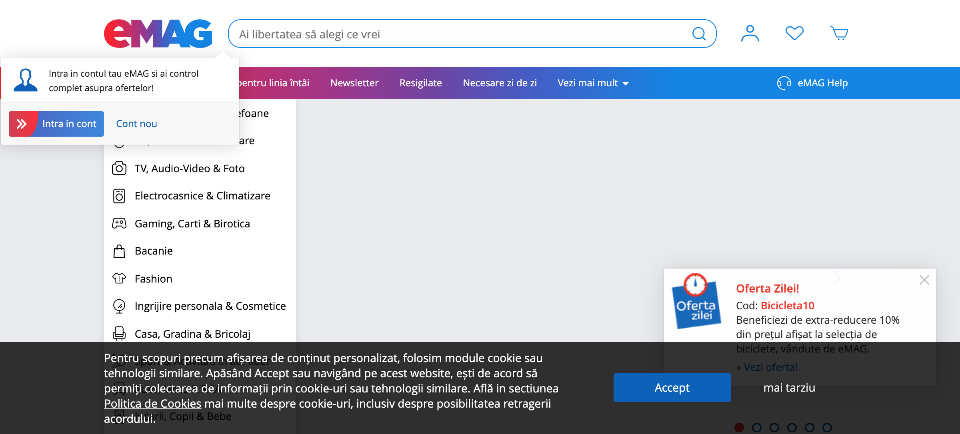 eMAG
Ai libertatea să alegi ce vrei
Intra in contul tau eMAG si ai control
complet asupra ofertelor!
Intra in cont
Cont nou
pentru linia întâi
Newsletter
Resigilate
Necesare zi de zi
Vezi mai mult
eMAG Help
TV, Audio-Video & Foto
Electrocasnice & Climatizare
Gaming, Carti & Birotica
Bacanie
Fashion
Ingrijire personala & Cosmetice
Casa, Gradina & Bricolaj
Oferta
zilei
Oferta Zilei!
Cod: Bicicleta10
Beneficiezi de extra-reducere 10%
din prețul afișat la selecția de
biciclete, vândute de eMAG.
» Vezi oferta!
Pentru scopuri precum afișarea de conținut personalizat, folosim module cookie sau
tehnologii similare. Apăsând Accept sau navigând pe acest website, ești de acord să
permiți colectarea de informații prin cookie-uri sau tehnologii similare. Află in sectiunea
Politica de Cookies mai multe despre cookie-uri, inclusiv despre posibilitatea retragerii
acordului.
Accept
mai tarziu
Jucarii, Copii & Bebe